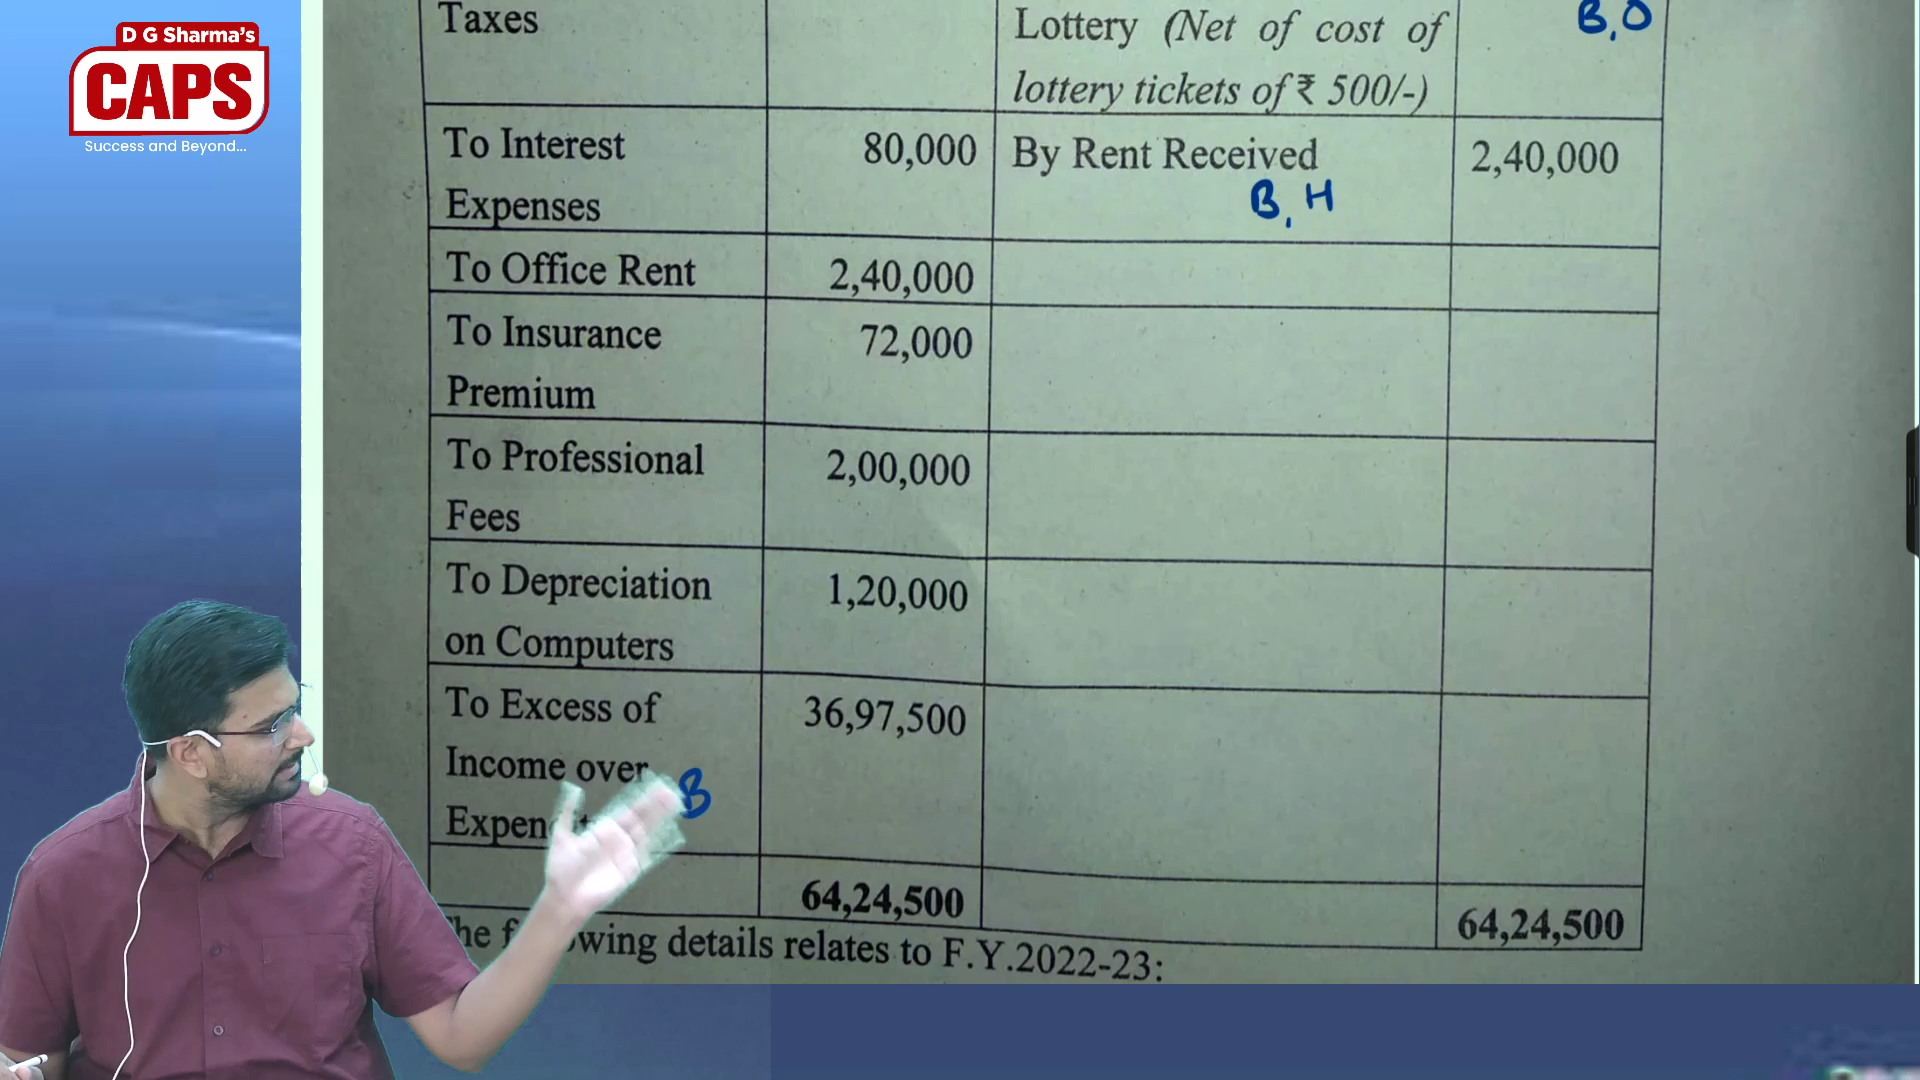 D G Sharma's
CAPS
Success and Beyond...
Taxes
Lottery (Net of cost of
lottery tickets of ₹ 500/-)
B,O
To Interest
Expenses
80,000
By Rent Received
B, H
2,40,000
To Office Rent
2,40,000
To Insurance
Premium
72,000
To Professional
Fees
2,00,000
To Depreciation
on Computers
1,20,000
To Excess of
Income over
36,97,500
B
64,24,500
64,24,500
details relates to F.Y.2022-23: